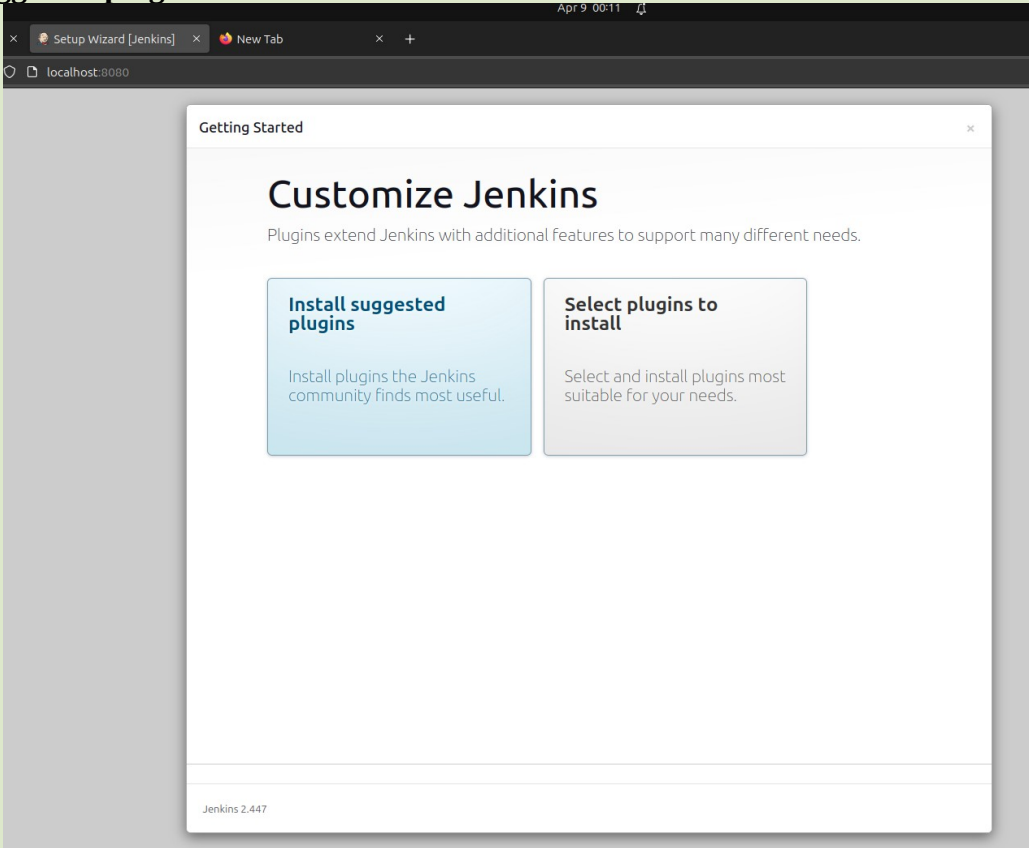 Apr 9 00:11
× Setup Wizard [Jenkins] × New Tab × +
localhost:8080
Getting Started ×
Customize Jenkins
Plugins extend Jenkins with additional features to support many different needs.
Install suggested
plugins
Install plugins the Jenkins
community finds most useful.
Select plugins to
install
Select and install plugins most
suitable for your needs.
Jenkins 2.447